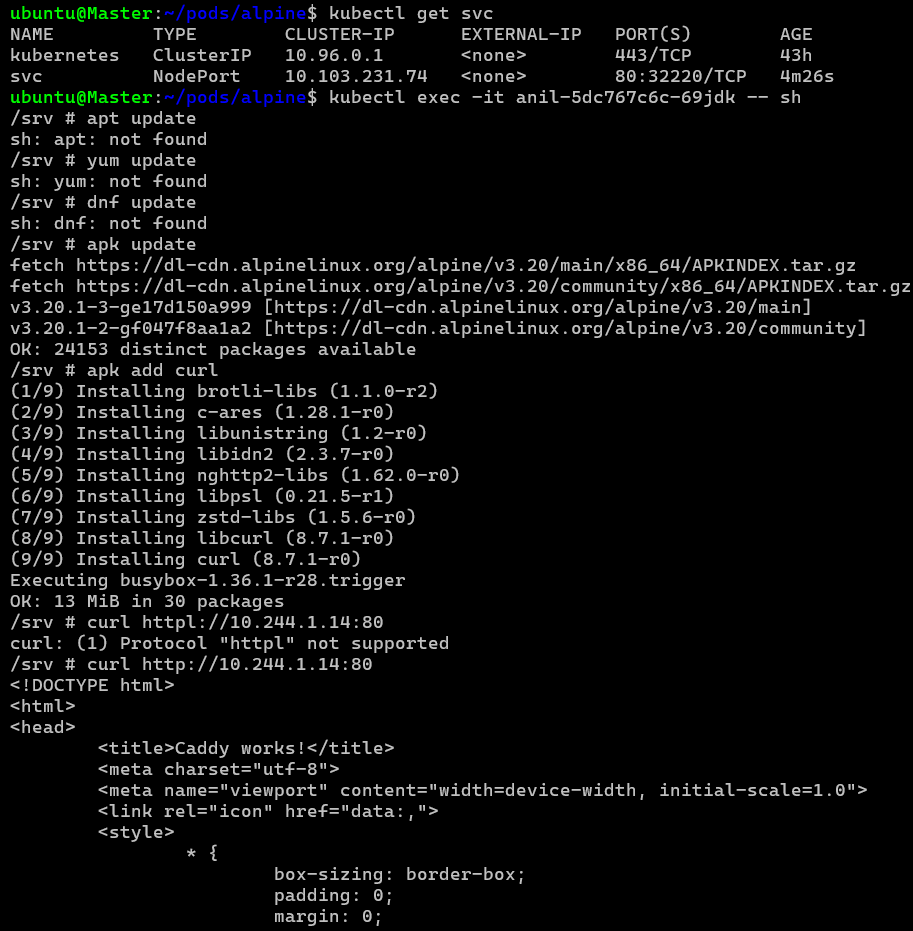 ubuntu@Master:~/pods/alpine$ kubectl get svc
NAME         TYPE        CLUSTER-IP      EXTERNAL-IP   PORT(S)        AGE
kubernetes   ClusterIP   10.96.0.1       <none>        443/TCP        43h
svc          NodePort    10.103.231.74   <none>        80:32220/TCP   4m26s
ubuntu@Master:~/pods/alpine$ kubectl exec -it anil-5dc767c6c-69jdk -- sh
/srv # apt update
sh: apt: not found
/srv # yum update
sh: yum: not found
/srv # dnf update
sh: dnf: not found
/srv # apk update
fetch https://dl-cdn.alpinelinux.org/alpine/v3.20/main/x86_64/APKINDEX.tar.gz
fetch https://dl-cdn.alpinelinux.org/alpine/v3.20/community/x86_64/APKINDEX.tar.gz
v3.20.1-3-ge17d150a999 [https://dl-cdn.alpinelinux.org/alpine/v3.20/main]
v3.20.1-2-gf047f8aa1a2 [https://dl-cdn.alpinelinux.org/alpine/v3.20/community]
OK: 24153 distinct packages available
/srv # apk add curl
(1/9) Installing brotli-libs (1.1.0-r2)
(2/9) Installing c-ares (1.28.1-r0)
(3/9) Installing libunistring (1.2-r0)
(4/9) Installing libidn2 (2.3.7-r0)
(5/9) Installing nghttp2-libs (1.62.0-r0)
(6/9) Installing libpsl (0.21.5-r1)
(7/9) Installing zstd-libs (1.5.6-r0)
(8/9) Installing libcurl (8.7.1-r0)
(9/9) Installing curl (8.7.1-r0)
Executing busybox-1.36.1-r28.trigger
OK: 13 MiB in 30 packages
/srv # curl httpl://10.244.1.14:80
curl: (1) Protocol "httpl" not supported
/srv # curl http://10.244.1.14:80
<!DOCTYPE html>
<html>
<head>
        <title>Caddy works!</title>
        <meta charset="utf-8">
        <meta name="viewport" content="width=device-width, initial-scale=1.0">
        <link rel="icon" href="data:,">
        <style>
                * {
                        box-sizing: border-box;
                        padding: 0;
                        margin: 0;